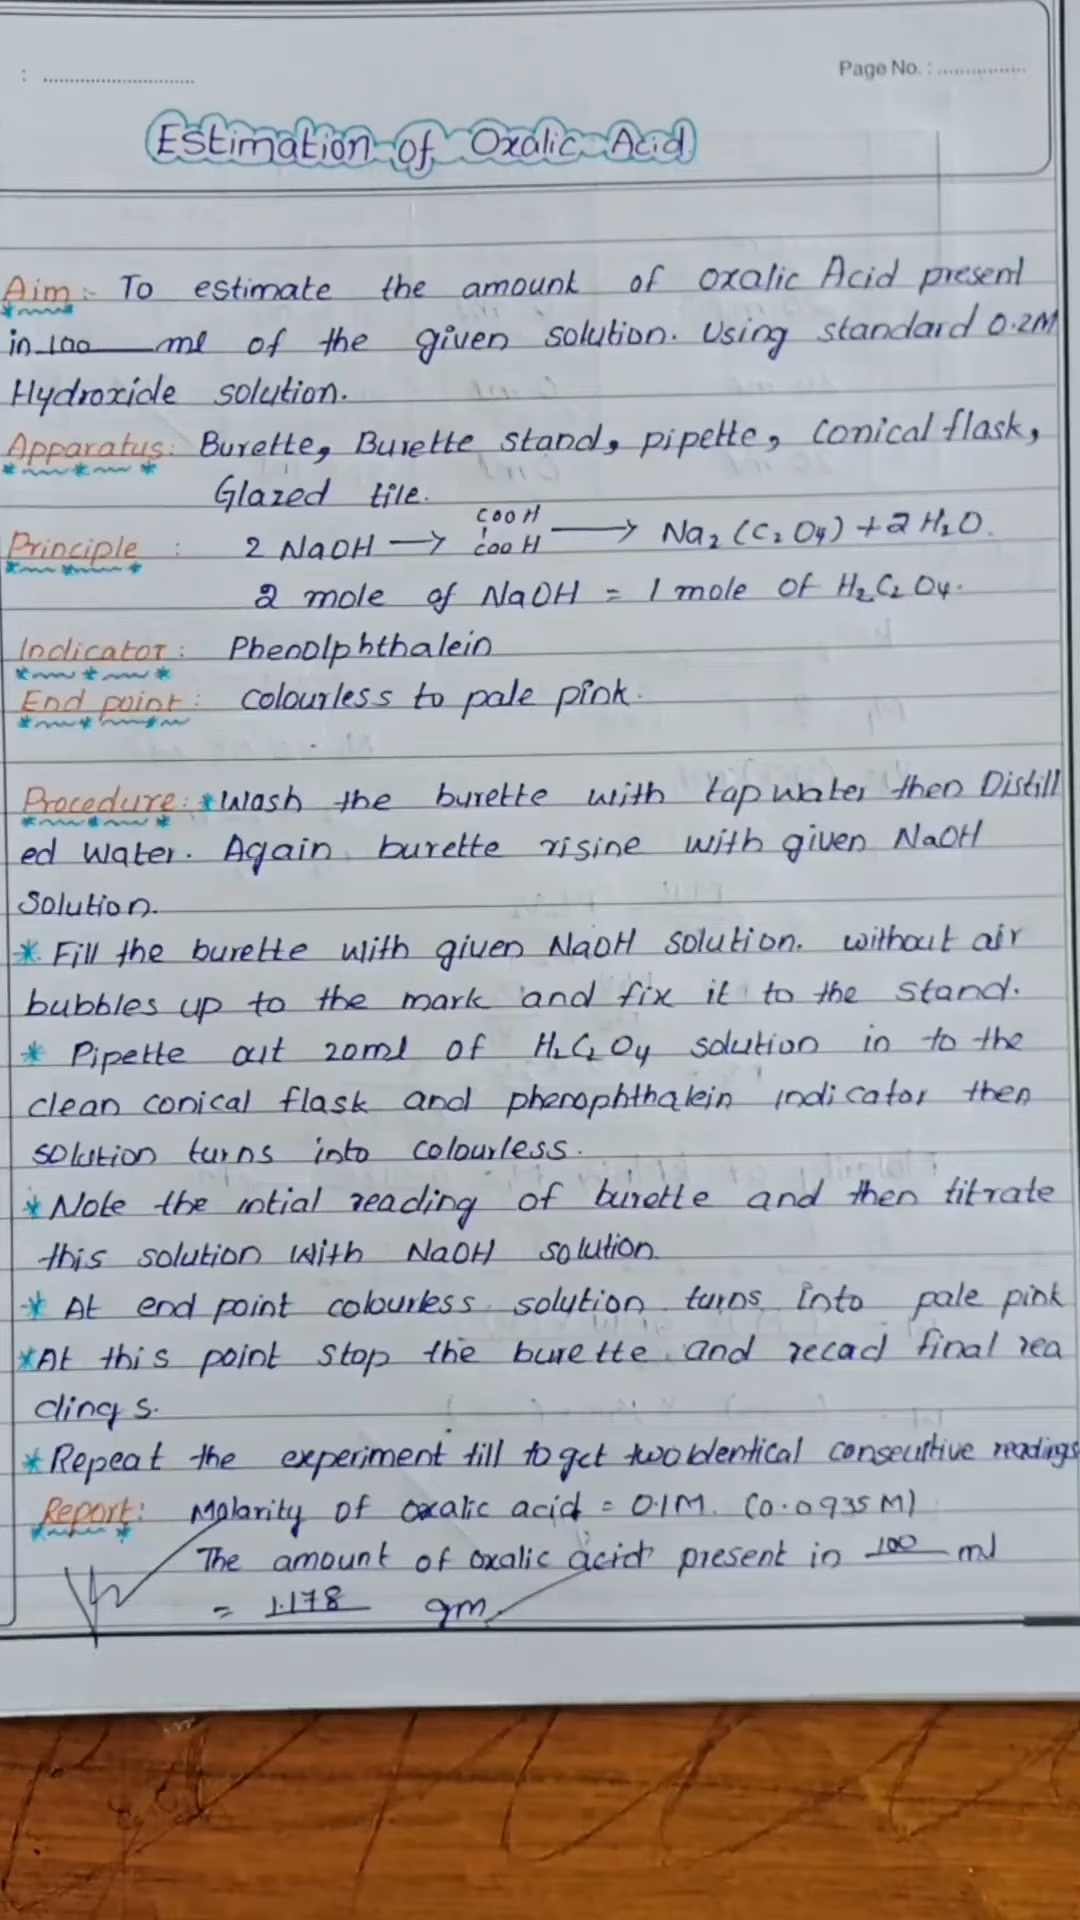 : ..............................
Page No. : ..................
Estimation of Oxalic Acid
Aim :- To estimate the amount of oxalic Acid present
in 100 ml of the given solution. Using standard 0.2M
Hydroxide solution.
Apparatus: Burette, Burette stand, pipette, conical flask,
Glazed tile.
Principle : 2 NaOH → COOH
COOH → Na₂ (C₂ O₄) + 2 H₂O.
2 mole of NaOH = 1 mole of H₂C₂O₄.
Indicator : Phenolphthalein
End point : colourless to pale pink.
Procedure : * Wash the burette with tap water then Distill
ed water. Again burette risine with given NaOH
Solution.
* Fill the burette with given NaOH solution. without air
bubbles up to the mark and fix it to the stand.
* Pipette out 20ml of H₂C₂O₄ solution in to the
clean conical flask and phenophthalein indicator then
solution turns into colourless.
* Note the intial reading of burette and then titrate
this solution with NaOH solution.
* At end point colourless solution turns into pale pink
* At this point stop the burette and recad final rea
dings.
* Repeat the experiment till to get two identical consecutive readings
Report: Molarity of oxalic acid = 0.1M. (0.0935 M)
The amount of oxalic acid present in 100 ml
= 1.178 gm